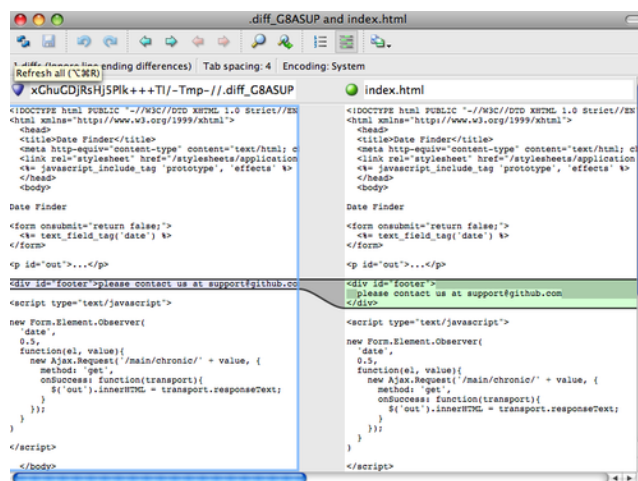 .diff_G8ASUP and index.html
1 diffs (Ignore line ending differences) Tab spacing: 4 Encoding: System
Refresh all (⌥⌘R)
xGhuGDjRsHj5Plk+++TI/-Tmp-//.diff_G8ASUP
<!DOCTYPE html PUBLIC "-//W3C//DTD XHTML 1.0 Strict//EN
<html xmlns="http://www.w3.org/1999/xhtml">
<head>
<title>Date Finder</title>
<meta http-equiv="content-type" content="text/html; c
<link rel="stylesheet" href="/stylesheets/application
<%= javascript_include_tag 'prototype', 'effects' %>
</head>
<body>
Date Finder
<form onsubmit="return false;">
<%= text_field_tag('date') %>
</form>
<p id="out">...</p>
<div id="footer">please contact us at support@github.co
<script type="text/javascript">
new Form.Element.Observer(
'date',
0.5,
function(el, value){
new Ajax.Request('/main/chronic/' + value, {
method: 'get',
onSuccess: function(transport){
$('out').innerHTML = transport.responseText;
}
});
}
)
</script>
</body>
index.html
<!DOCTYPE html PUBLIC "-//W3C//DTD XHTML 1.0 Strict//EN
<html xmlns="http://www.w3.org/1999/xhtml">
<head>
<title>Date Finder</title>
<meta http-equiv="content-type" content="text/html; c
<link rel="stylesheet" href="/stylesheets/application
<%= javascript_include_tag 'prototype', 'effects' %>
</head>
<body>
Date Finder
<form onsubmit="return false;">
<%= text_field_tag('date') %>
</form>
<p id="out">...</p>
<div id="footer">
please contact us at support@github.com
</div>
<script type="text/javascript">
new Form.Element.Observer(
'date',
0.5,
function(el, value){
new Ajax.Request('/main/chronic/' + value, {
method: 'get',
onSuccess: function(transport){
$('out').innerHTML = transport.responseText;
}
});
}
)
</script>